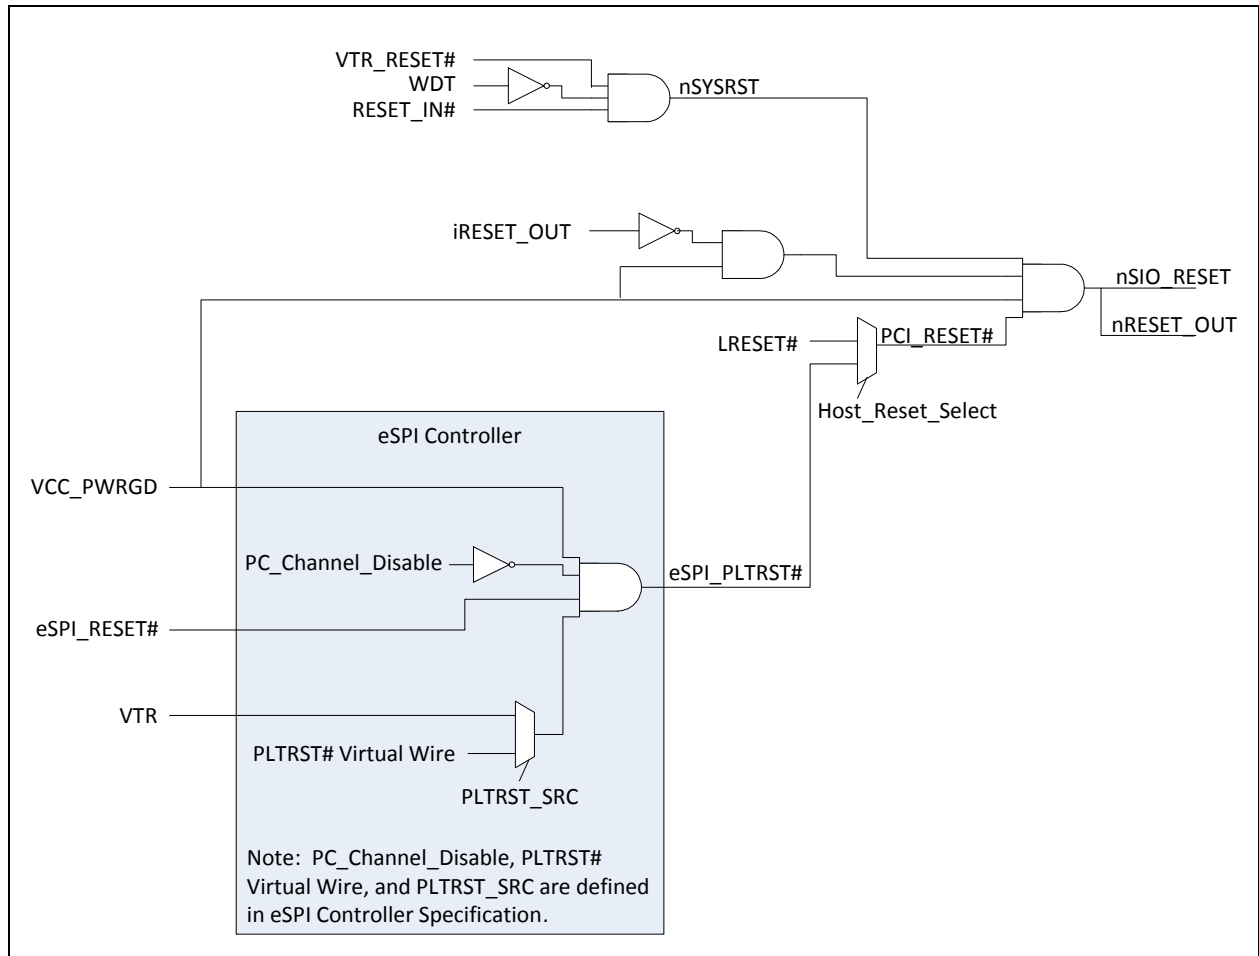 VTR_RESET#
WDT
RESET_IN#
nSYSRST
iRESET_OUT
nSIO_RESET
nRESET_OUT
LRESET#
PCI_RESET#
Host_Reset_Select
eSPI Controller
VCC_PWRGD
PC_Channel_Disable
eSPI_PLTRST#
eSPI_RESET#
VTR
PLTRST# Virtual Wire
PLTRST_SRC
Note: PC_Channel_Disable, PLTRST#
Virtual Wire, and PLTRST_SRC are defined
in eSPI Controller Specification.